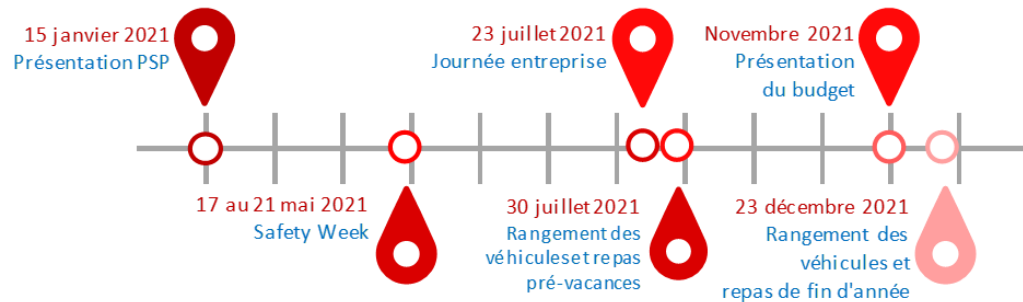 15 janvier 2021
Présentation PSP
23 juillet 2021
Journée entreprise
Novembre 2021
Présentation
du budget
17 au 21 mai 2021
Safety Week
30 juillet 2021
Rangement des
véhicules et repas
pré-vacances
23 décembre 2021
Rangement des
véhicules et
repas de fin d'année